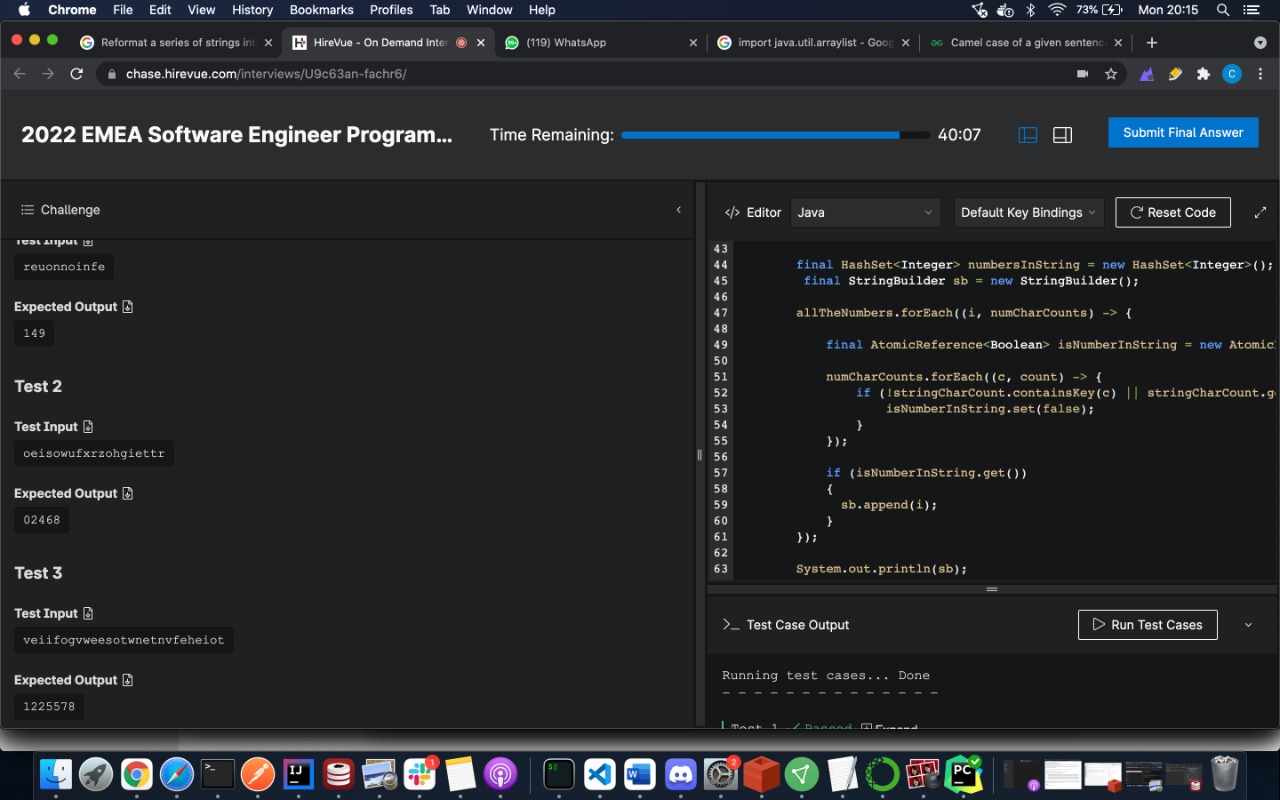 Chrome File Edit View History Bookmarks Profiles Tab Window Help 73% Mon 20:15
Reformat a series of strings int HireVue - On Demand Inter (119) WhatsApp import java.util.arraylist - Goog Camel case of a given sentenc
chase.hirevue.com/interviews/U9c63an-fachr6/ C
2022 EMEA Software Engineer Program... Time Remaining: 40:07 Submit Final Answer
Challenge
Test Input
reuonnoinfe
Expected Output
149
Test 2
Test Input
oeisowufxrzohgiettr
Expected Output
02468
Test 3
Test Input
veiifogvweesotwnetnvfeheiot
Expected Output
1225578
</> Editor Java Default Key Bindings Reset Code
43
44 final HashSet<Integer> numbersInString = new HashSet<Integer>();
45 final StringBuilder sb = new StringBuilder();
46
47 allTheNumbers.forEach((i, numCharCounts) -> {
48
49 final AtomicReference<Boolean> isNumberInString = new Atomic
50
51 numCharCounts.forEach((c, count) -> {
52 if (!stringCharCount.containsKey(c) || stringCharCount.g
53 isNumberInString.set(false);
54 }
55 });
56
57 if (isNumberInString.get())
58 {
59 sb.append(i);
60 }
61 });
62
63 System.out.println(sb);
>_ Test Case Output Run Test Cases
Running test cases... Done
- - - - - - - - - - - - - -
Test 1 ✓ Passed Expand
1 2
IJ W PC